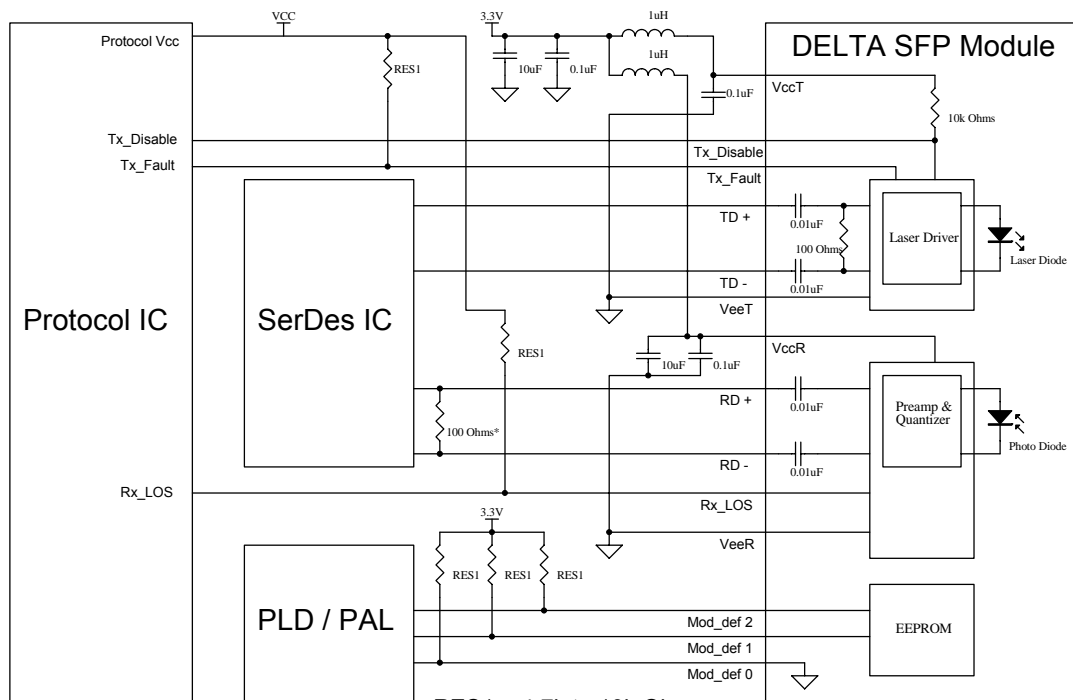 1uH
VCC
3.3V
Protocol Vcc
DELTA SFP Module
1uH
RES1
10uF
0.1uF
VccT
0.1uF
10k Ohms
Tx_Disable
Tx_Disable
Tx_Fault
Tx_Fault
TD +
0.01uF
Laser Driver
100 Ohms
Laser Diode
TD -
0.01uF
VeeT
Protocol IC
SerDes IC
RES1
10uF
0.1uF
VccR
RD +
0.01uF
Preamp &
Quantizer
100 Ohms*
Photo Diode
RD -
0.01uF
Rx_LOS
Rx_LOS
3.3V
VeeR
RES1
RES1
RES1
PLD / PAL
Mod_def 2
EEPROM
Mod_def 1
Mod_def 0